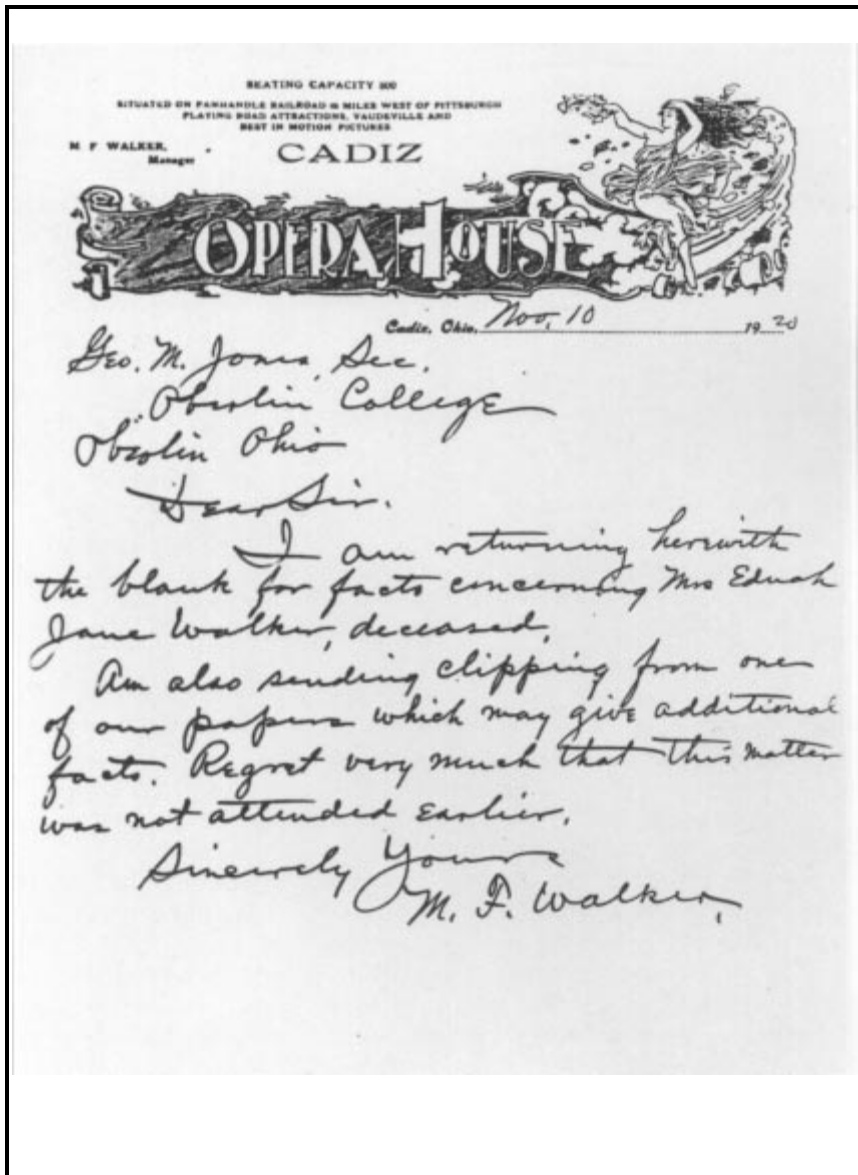 SEATING CAPACITY 800
SITUATED ON PANHANDLE RAILROAD MILES WEST OF PITTSBURGH
PLAYING ROAD ATTRACTIONS, VAUDEVILLE AND
BEST IN MOTION PICTURES
M F WALKER,
Manager
CADIZ
OPERA HOUSE
Cadiz, Ohio, Nov, 10 1920
Geo. M. Jones, Sec.
Oberlin College
Oberlin Ohio
Dear Sir.
I am returning herewith
the blank for facts concerning Mrs Ednah
Jane Walker, deceased,
Am also sending clipping from one
of our papers which may give additional
facts. Regret very much that this matter
was not attended earlier.
Sincerely Yours
M. F. Walker,